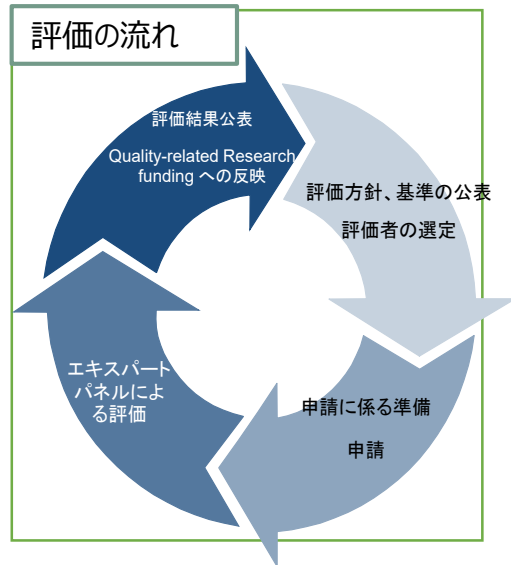 評価の流れ
評価結果公表
Quality-related Research
funding への反映
評価方針、基準の公表
評価者の選定
申請に係る準備
申請
エキスパート
パネルによ
る評価